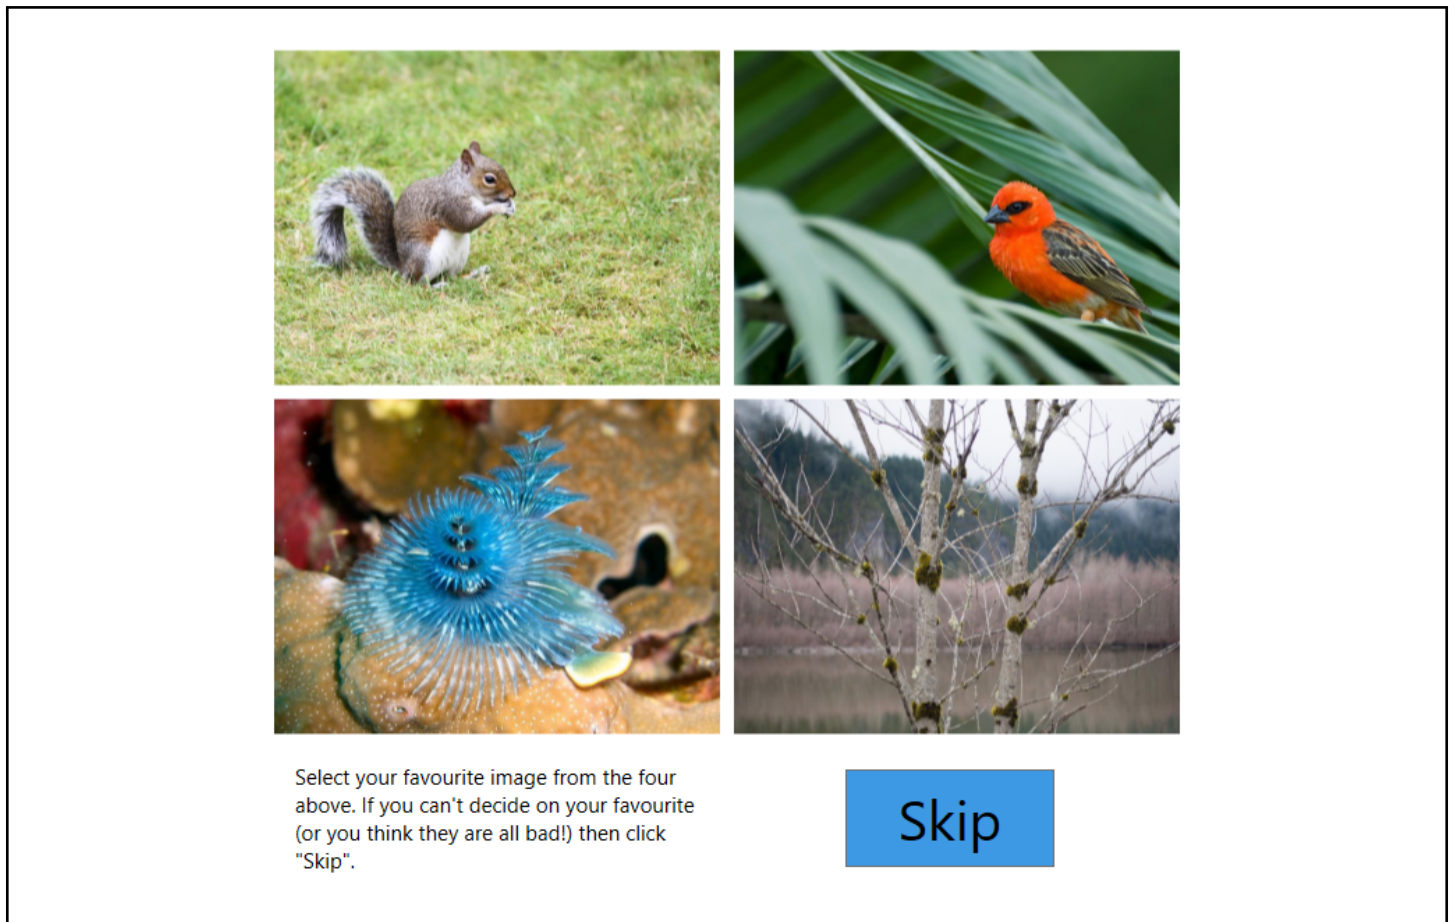 Select your favourite image from the four
above. If you can't decide on your favourite
(or you think they are all bad!) then click
"Skip".
Skip